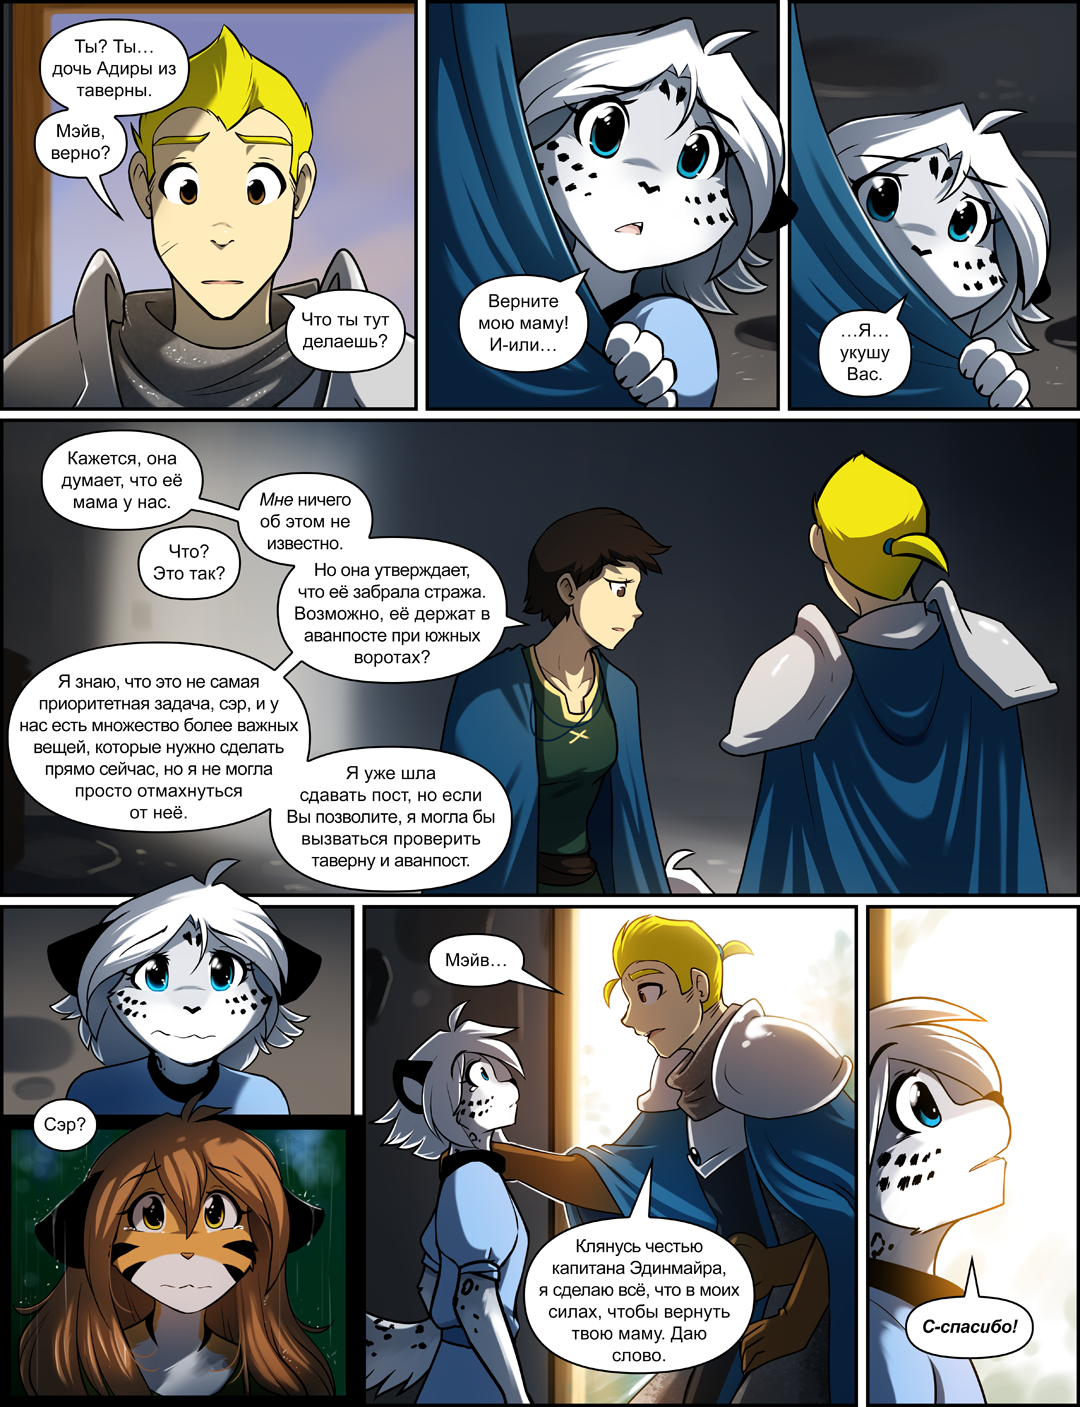 Ты? Ты...
дочь Адиры из
таверны.
Мэйв,
верно?
Что ты тут
делаешь?
Верните
мою маму!
И-или...
...Я...
укушу
Вас.
Кажется, она
думает, что её
мама у нас.
Что?
Это так?
Мне ничего
об этом не
известно.
Но она утверждает,
что её забрала стража.
Возможно, её держат в
аванпосте при южных
воротах?
Я знаю, что это не самая
приоритетная задача, сэр, и у
нас есть множество более важных
вещей, которые нужно сделать
прямо сейчас, но я не могла
просто отмахнуться
от неё.
Я уже шла
сдавать пост, но если
Вы позволите, я могла бы
вызваться проверить
таверну и аванпост.
Сэр?
Мэйв...
Клянусь честью
капитана Эдинмайра,
я сделаю всё, что в моих
силах, чтобы вернуть
твою маму. Даю
слово.
С-спасибо!